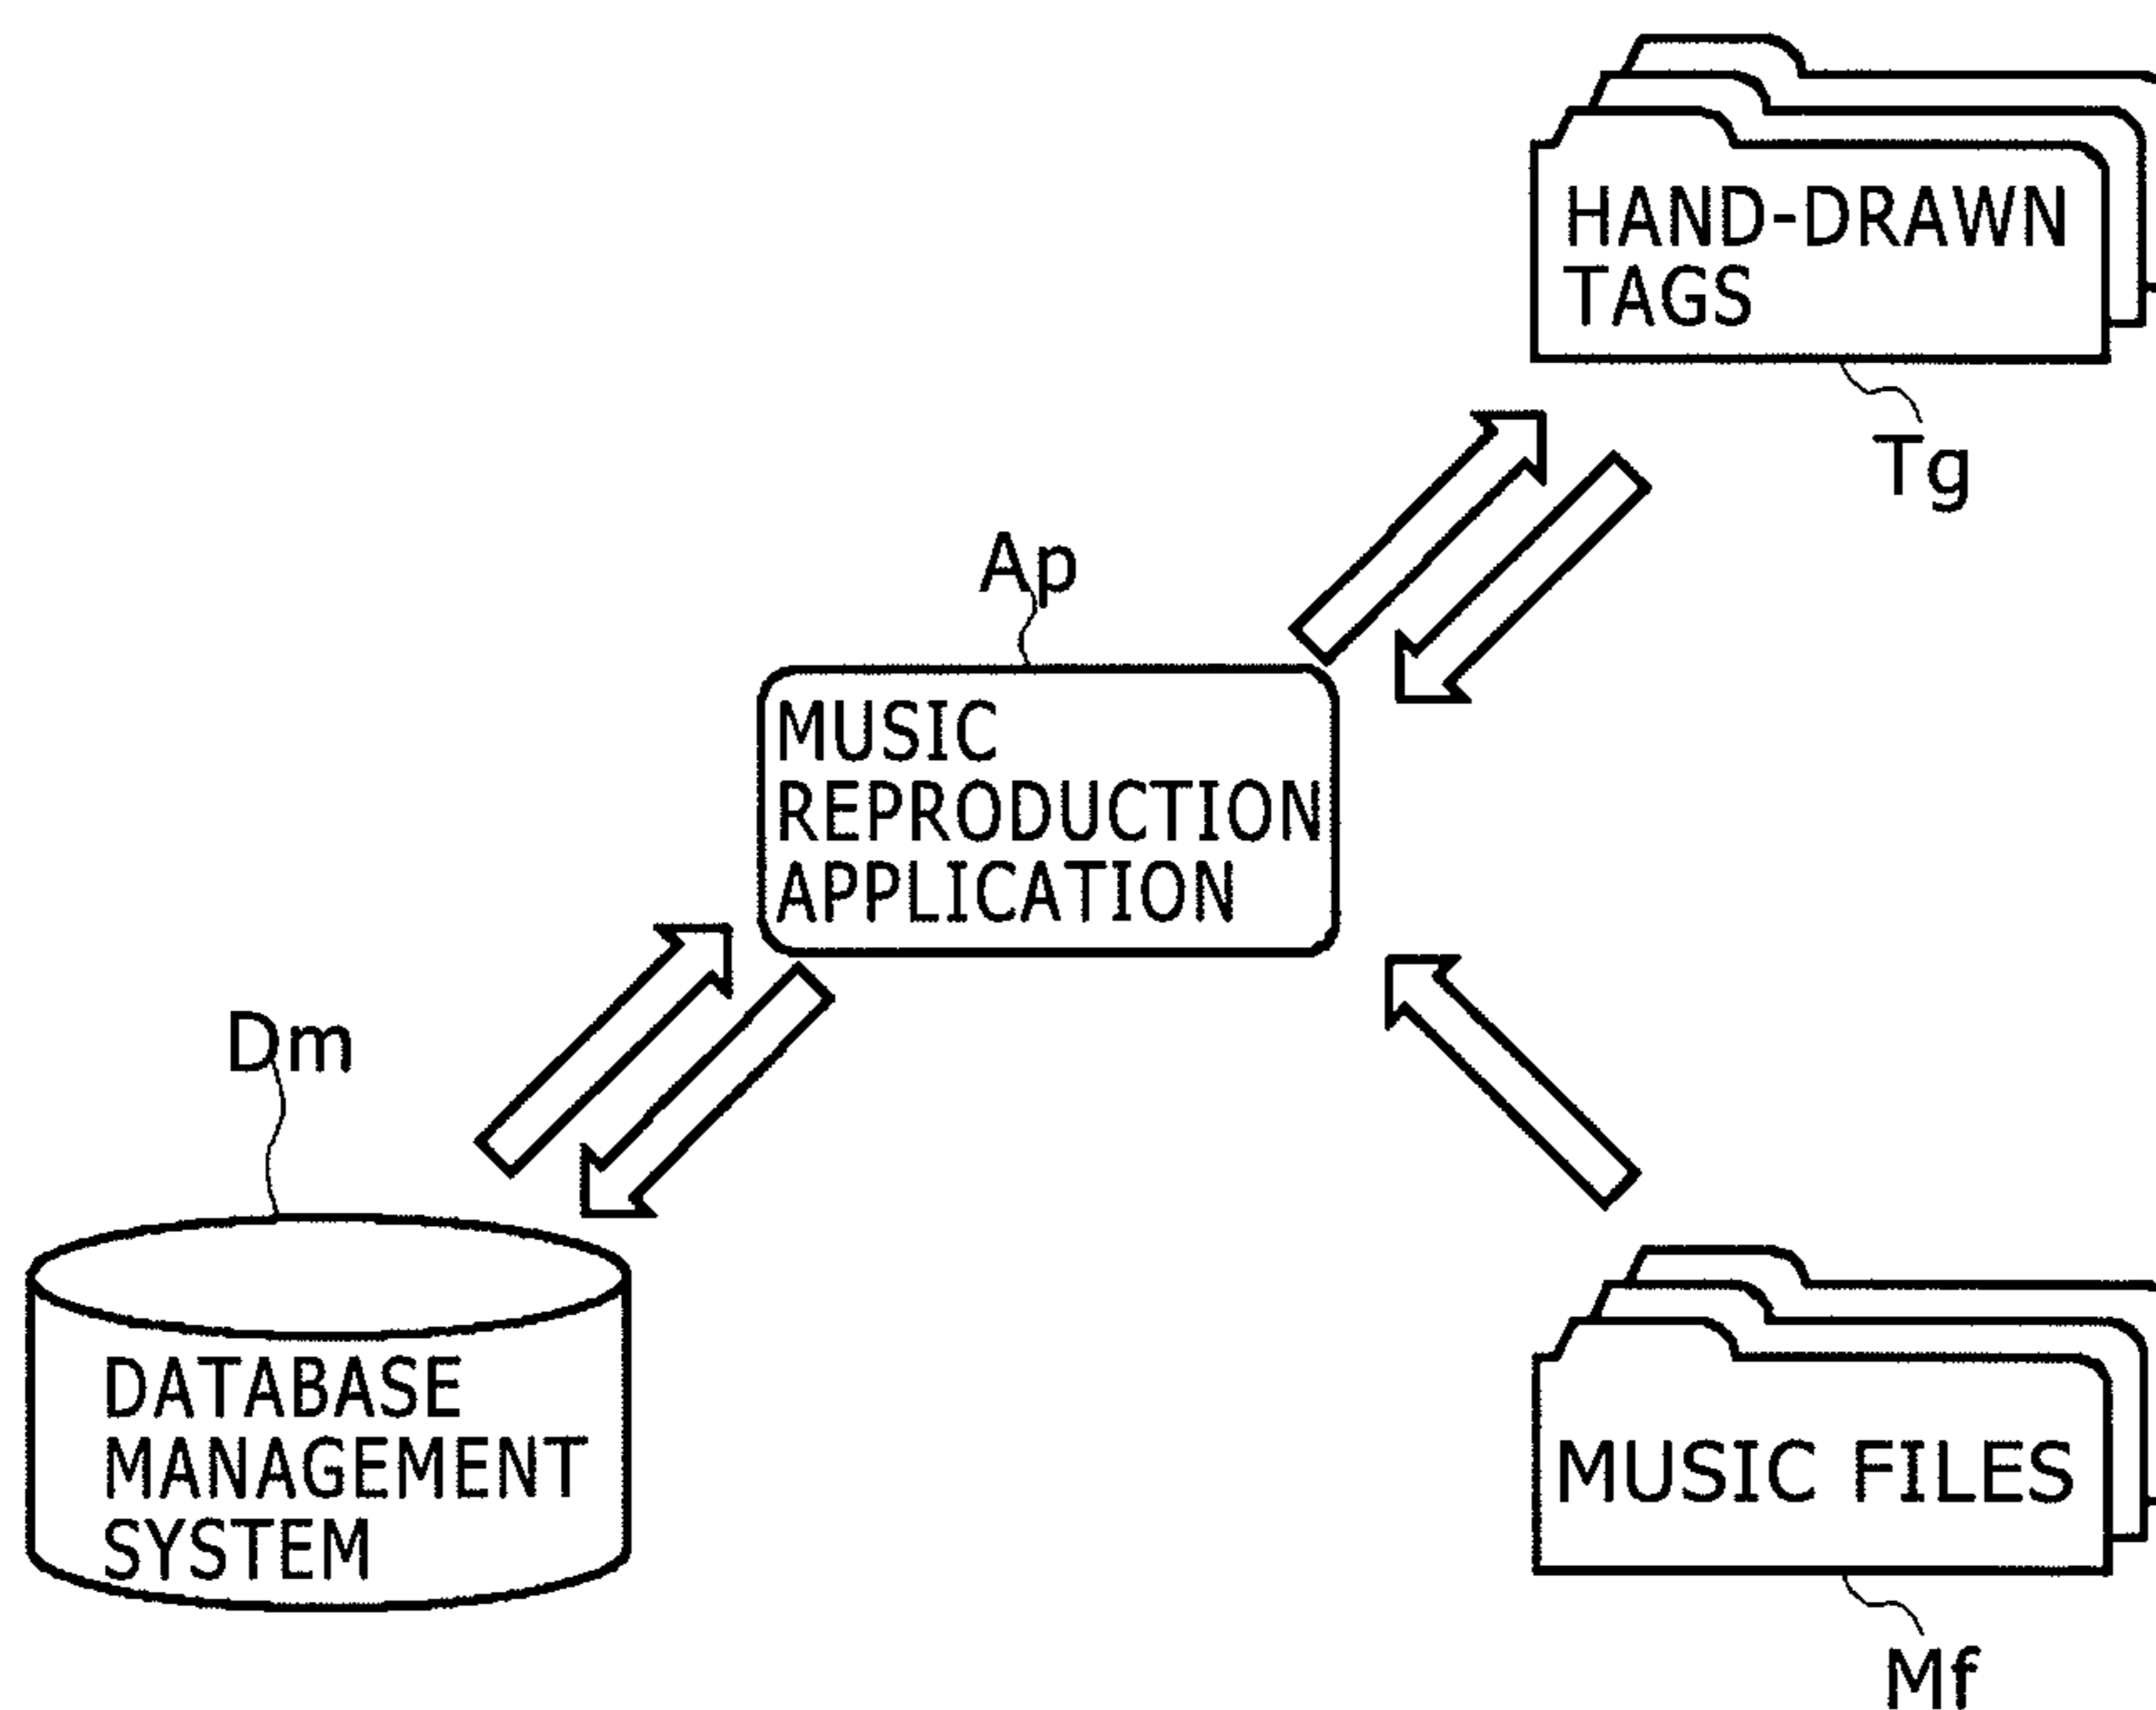 HAND-DRAWN
TAGS
Tg
Ap
MUSIC
REPRODUCTION
APPLICATION
Dm
DATABASE
MANAGEMENT
SYSTEM
MUSIC FILES
Mf